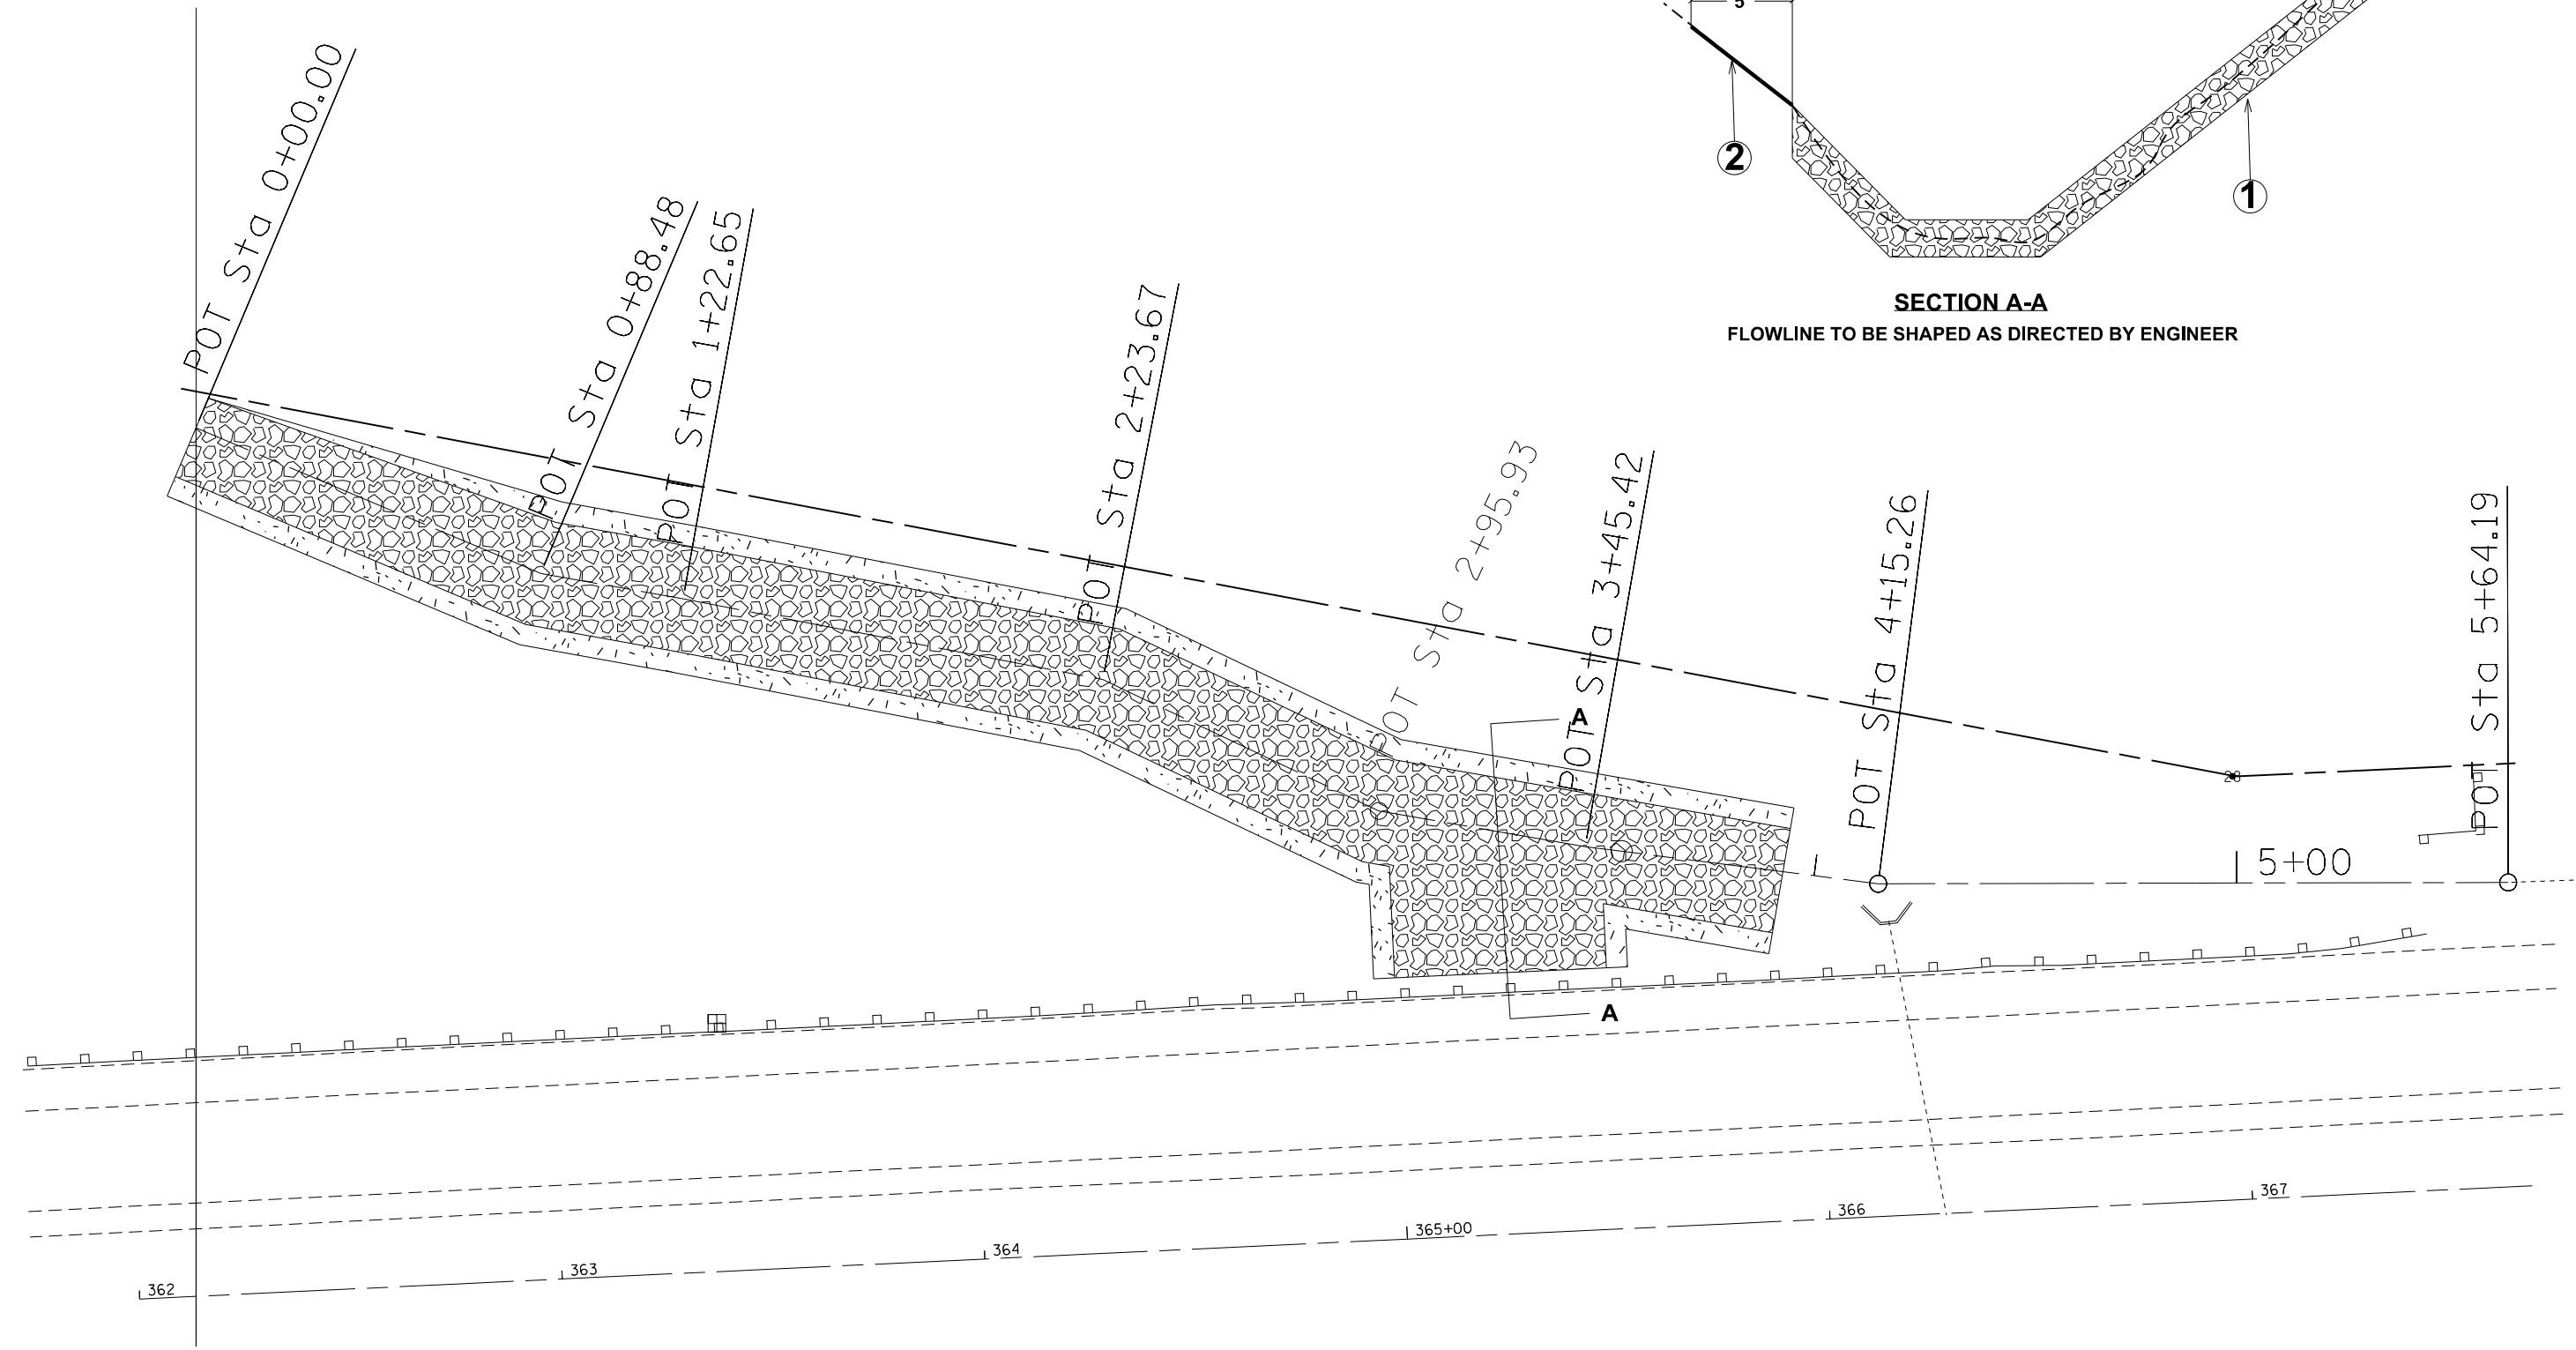 5'
2
1
SECTION A-A
FLOWLINE TO BE SHAPED AS DIRECTED BY ENGINEER
POT Sta 0+00.00
POT Sta 0+88.48
POT Sta 1+22.65
POT Sta 2+23.67
POT Sta 2+95.93
POT Sta 3+45.42
POT Sta 4+15.26
POT Sta 5+64.19
A
5+00
A
362
363
364
365+00
366
367